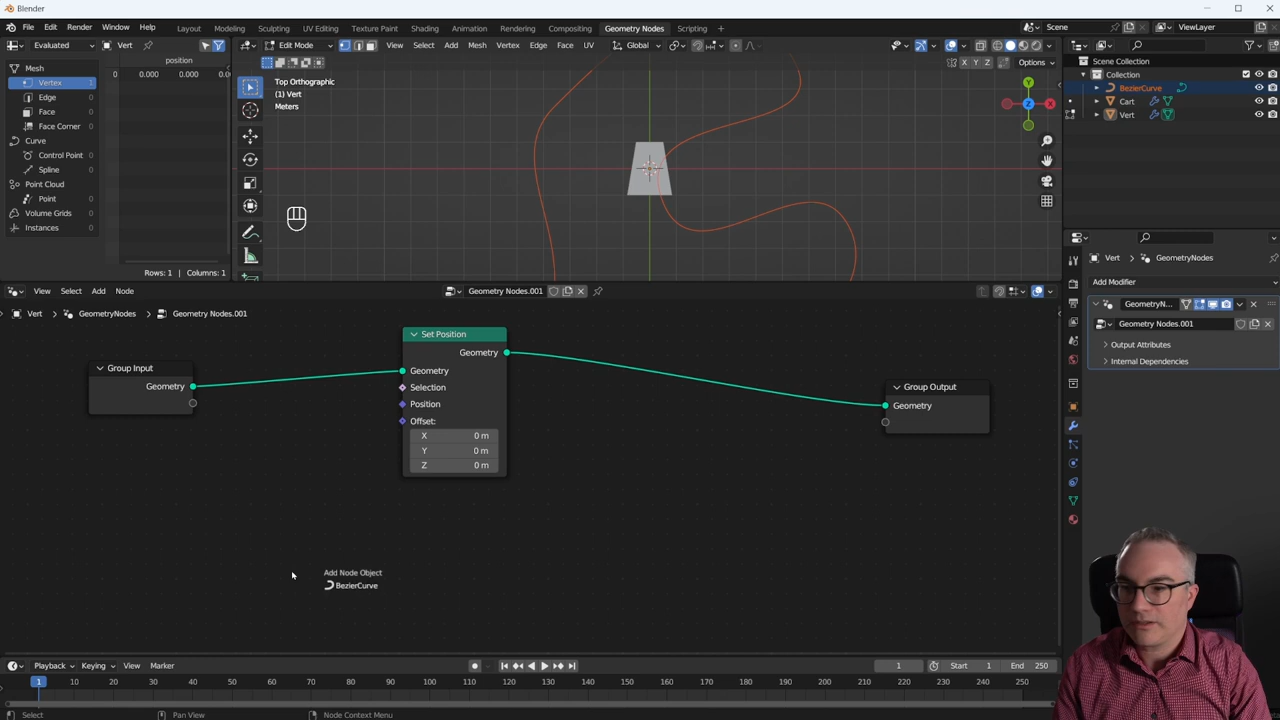 Blender
File Edit Render Window Help Layout Modeling Sculpting UV Editing Texture Paint Shading Animation Rendering Compositing Geometry Nodes Scripting Scene ViewLayer
Evaluated Vert Edit Mode View Select Add Mesh Vertex Edge Face UV Global
X Y Z Options
position
0 0.000 0.000 0.0
Mesh
Vertex 1
Edge 0
Face 0
Face Corner 0
Curve
Control Point 0
Spline 0
Point Cloud
Point 0
Volume Grids
Instances 0
Rows: 1 | Columns: 1
Top Orthographic
(1) Vert
Meters
Y
X
Z
Scene Collection
Collection
BezierCurve
Cart
Vert
Vert GeometryNodes
Add Modifier
GeometryN...
Geometry Nodes.001
Output Attributes
Internal Dependencies
View Select Add Node Geometry Nodes.001
Vert GeometryNodes Geometry Nodes.001
Group Input
Geometry
Set Position
Geometry
Geometry
Selection
Position
Offset:
X 0 m
Y 0 m
Z 0 m
Group Output
Geometry
Add Node Object
BezierCurve
Playback Keying View Marker 1 Start 1 End 250
1 10 20 30 40 50 60 70 80 90 100 110 120 130 140 150 160 170 180 190 200 210 220 230 240 250
Select Pan View Node Context Menu